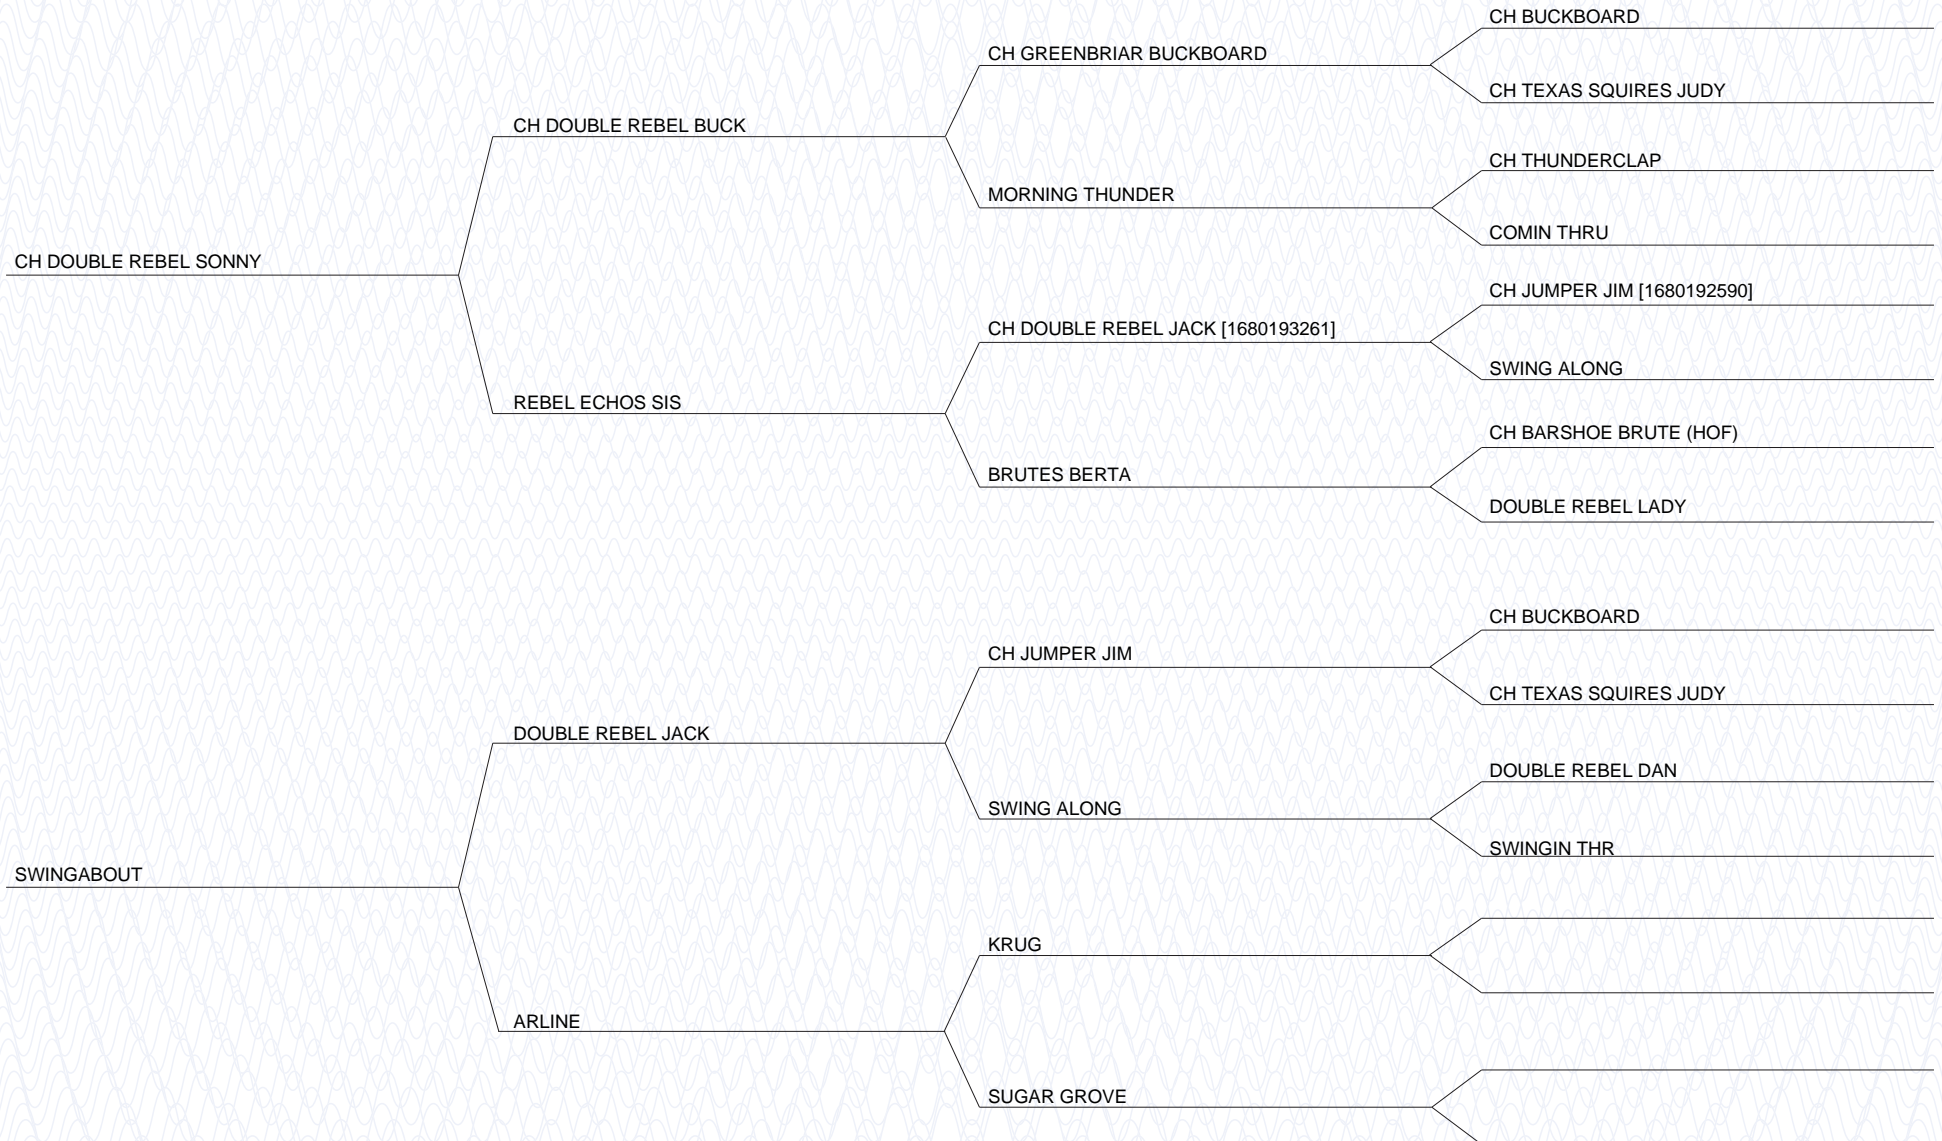 CH BUCKBOARD
CH GREENBRIAR BUCKBOARD
CH TEXAS SQUIRES JUDY
CH DOUBLE REBEL BUCK
CH THUNDERCLAP
MORNING THUNDER
COMIN THRU
CH DOUBLE REBEL SONNY
CH JUMPER JIM [1680192590]
CH DOUBLE REBEL JACK [1680193261]
SWING ALONG
REBEL ECHOS SIS
CH BARSHOE BRUTE (HOF)
BRUTES BERTA
DOUBLE REBEL LADY
CH BUCKBOARD
CH JUMPER JIM
CH TEXAS SQUIRES JUDY
DOUBLE REBEL JACK
DOUBLE REBEL DAN
SWING ALONG
SWINGIN THR
SWINGABOUT
KRUG
ARLINE
SUGAR GROVE